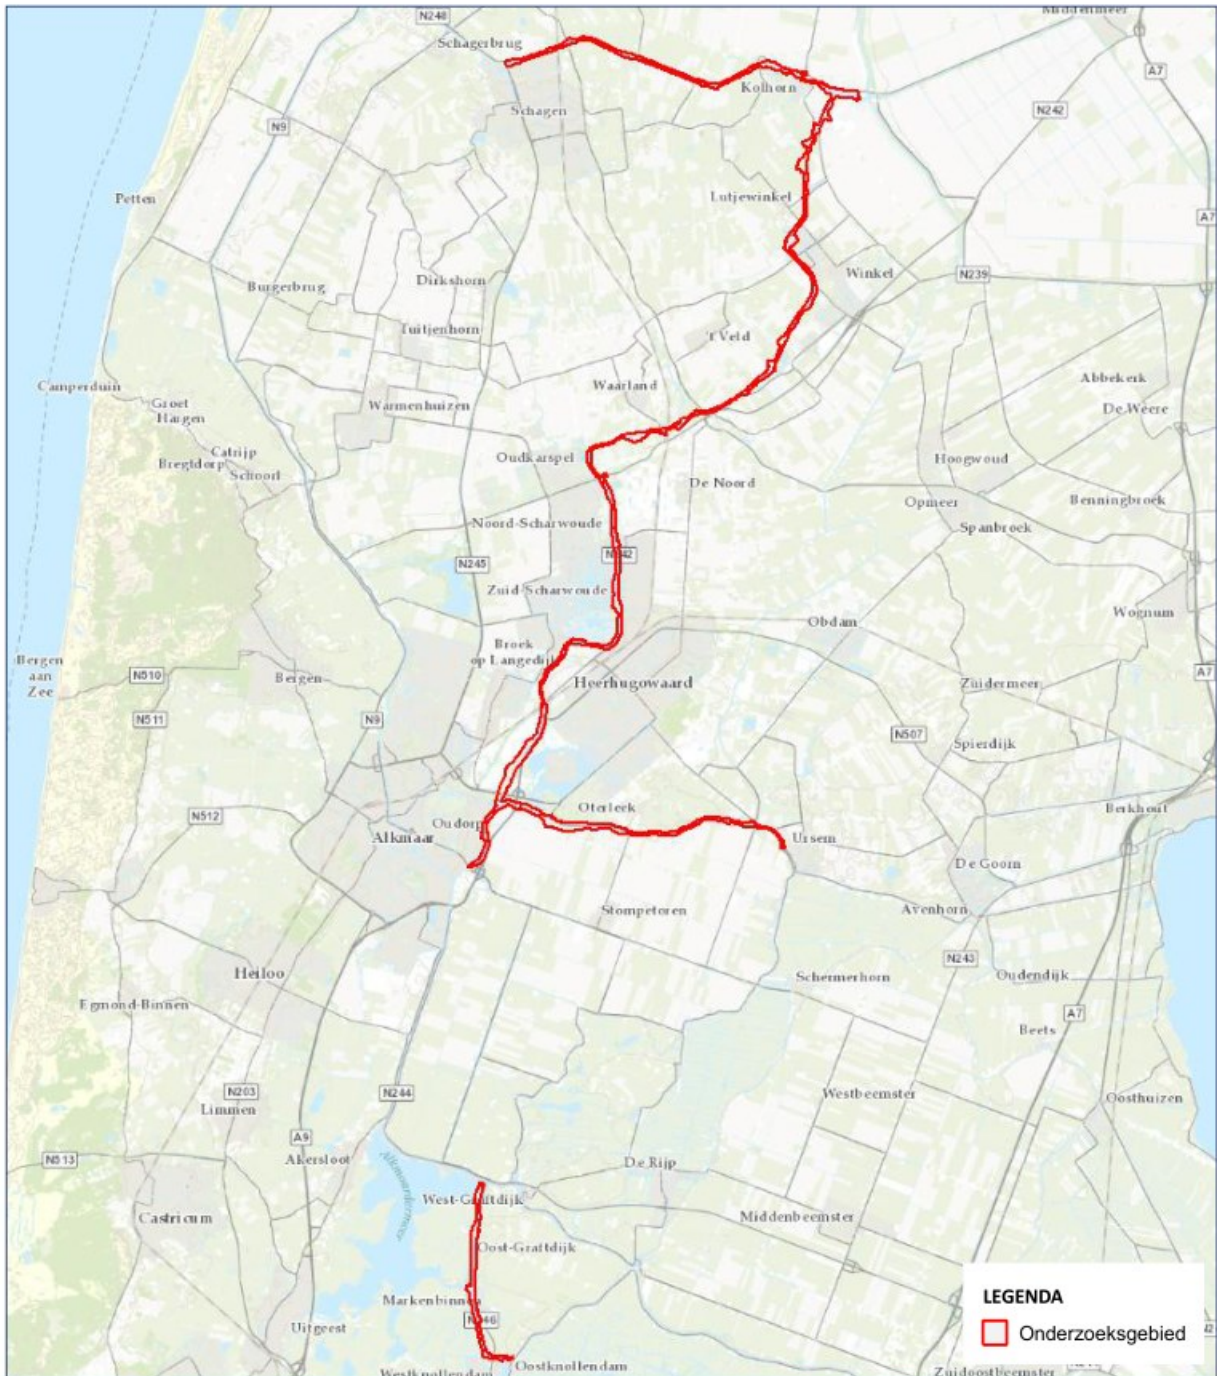 Middenmeer
N248
Schagerbrug
A7
Kolhorn
Schagen
N242
N9
Lutjewinkel
Petten
A7
Winkel
N239
Dirkshorn
Burgerbrug
Tuitjenhorn
't Veld
Abbekerk
Camperduin
Waarland
Groet
Hargen
Warmenhuizen
De Weere
Catrijp
Bregtdorp
Schoorl
Oudkarspel
Hoogwoud
De Noord
Opmeer
Benningbroek
Noord-Scharwoude
Spanbroek
N245
Zuid-Scharwoude
Wognum
Obdam
Broek
op Langedijk
Bergen
aan
Zee
N510
Bergen
Heerhugowaard
Zuidermeer
A7
N511
N9
N507
Spierdijk
Oterleek
Berkhout
N512
Oudorp
Alkmaar
Ursem
De Goorn
Stompetoren
Avenhorn
N243
Heiloo
Schermerhorn
Oudendijk
Egmond-Binnen
A7
Beets
N203
N244
Westbeemster
Oosthuizen
Limmen
A9
Akersloot
N513
Alkmaardermeer
De Rijp
West-Graftdijk
Castricum
Middenbeemster
Oost-Graftdijk
LEGENDA
Markenbinnen
N246
Uitgeest
Onderzoeksgebied
Oostknollendam
Westknollendam
Zuidoostbeemster